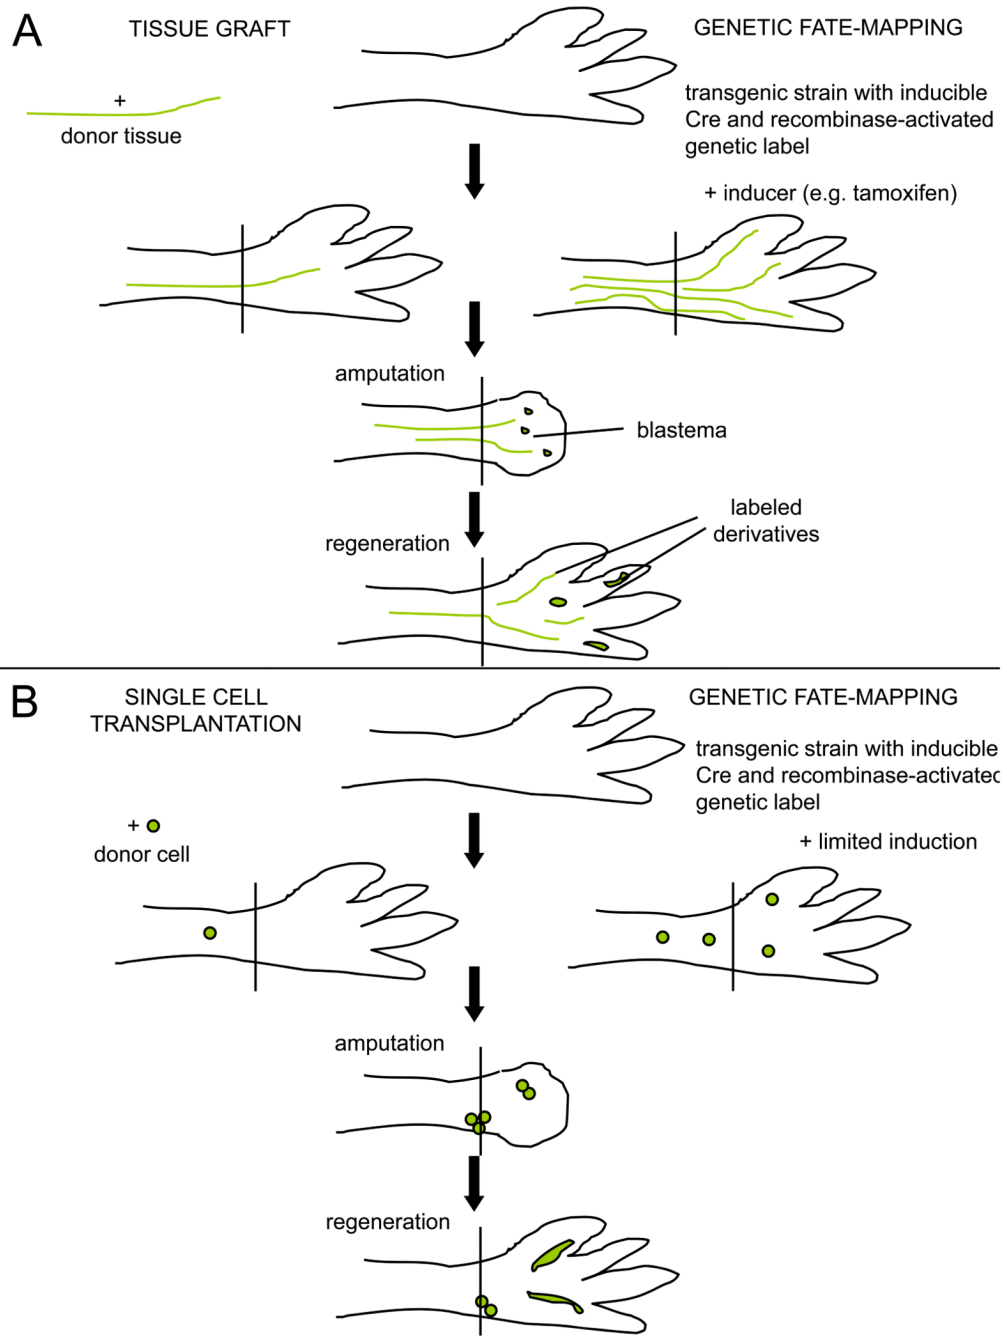 A
TISSUE GRAFT
GENETIC FATE-MAPPING
+
donor tissue
transgenic strain with inducible
Cre and recombinase-activated
genetic label
+ inducer (e.g. tamoxifen)
amputation
blastema
labeled
derivatives
regeneration
B
SINGLE CELL
TRANSPLANTATION
GENETIC FATE-MAPPING
transgenic strain with inducible
Cre and recombinase-activated
genetic label
+
donor cell
+ limited induction
amputation
regeneration